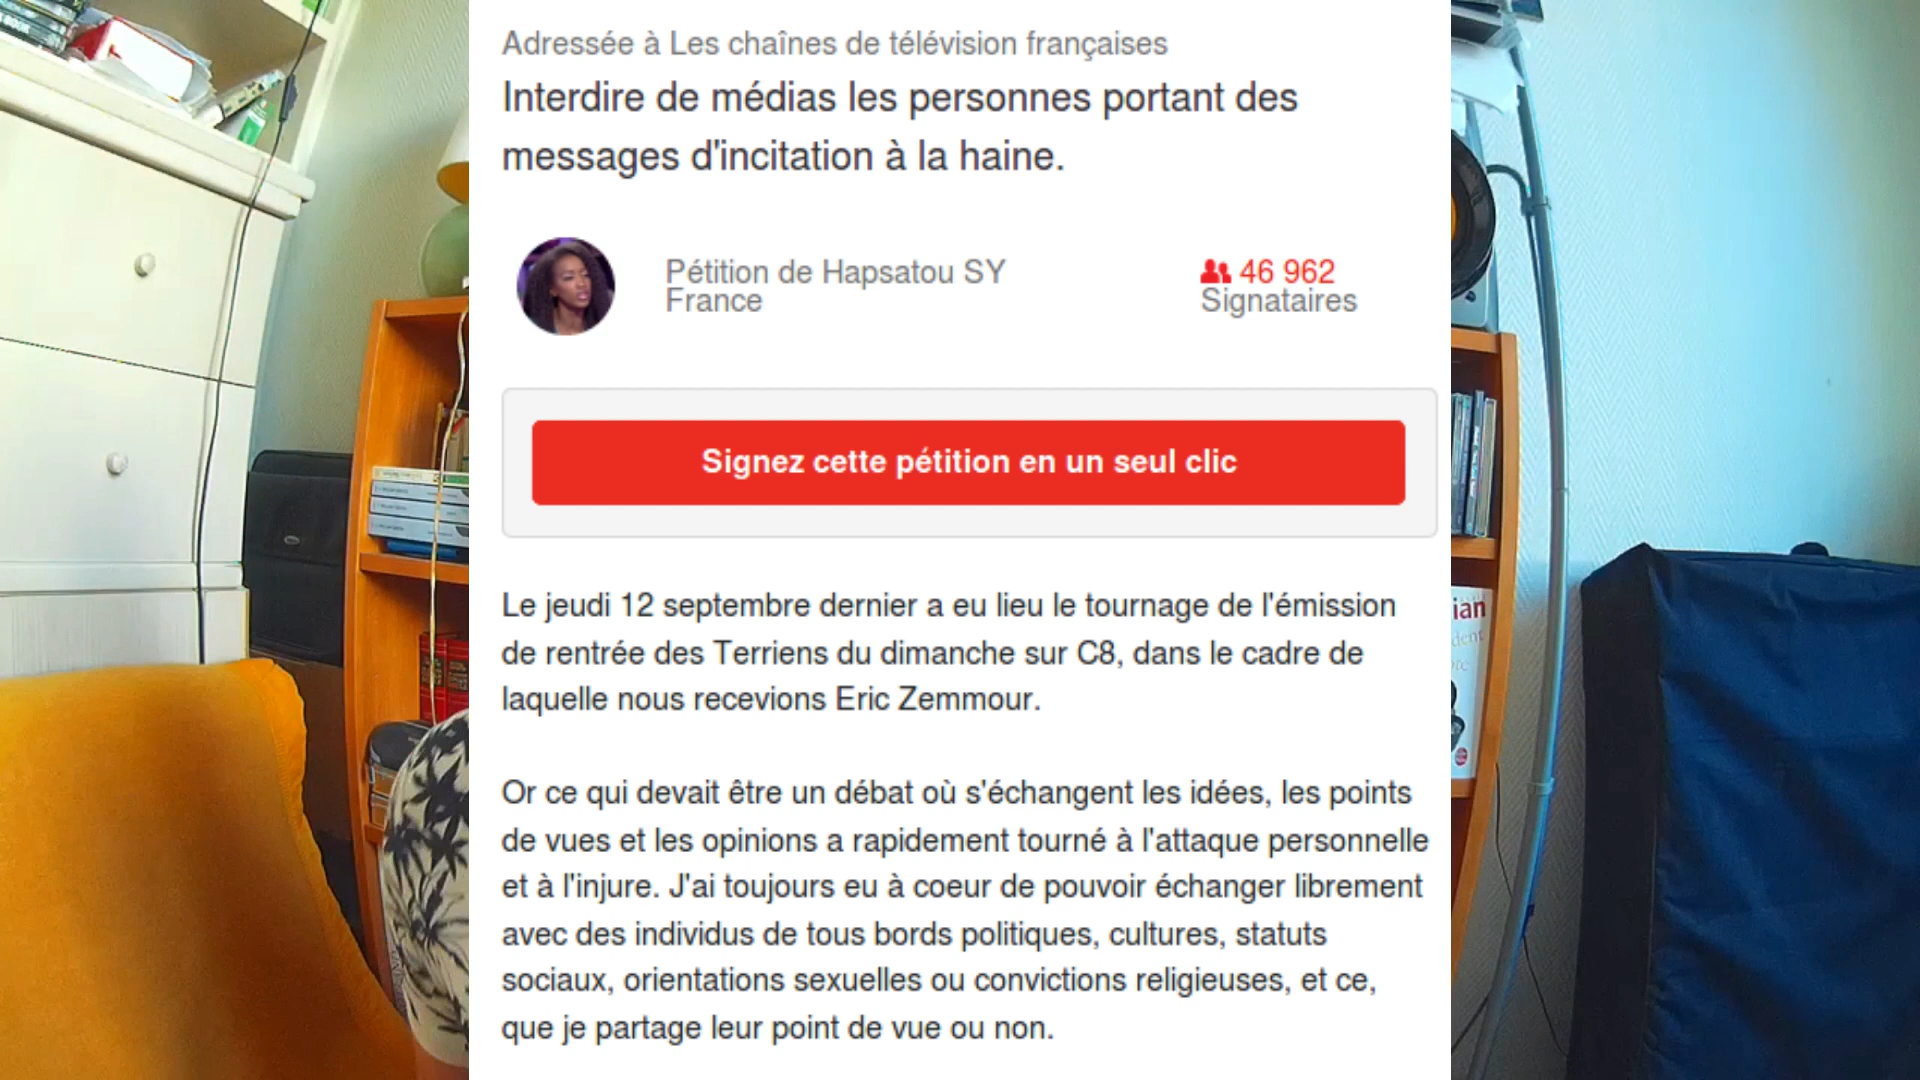 Adressée à Les chaînes de télévision françaises
Interdire de médias les personnes portant des
messages d'incitation à la haine.
Pétition de Hapsatou SY
France
46 962
Signataires
Signez cette pétition en un seul clic
Le jeudi 12 septembre dernier a eu lieu le tournage de l'émission
de rentrée des Terriens du dimanche sur C8, dans le cadre de
laquelle nous recevions Eric Zemmour.
Or ce qui devait être un débat où s'échangent les idées, les points
de vues et les opinions a rapidement tourné à l'attaque personnelle
et à l'injure. J'ai toujours eu à coeur de pouvoir échanger librement
avec des individus de tous bords politiques, cultures, statuts
sociaux, orientations sexuelles ou convictions religieuses, et ce,
que je partage leur point de vue ou non.
ian
dent